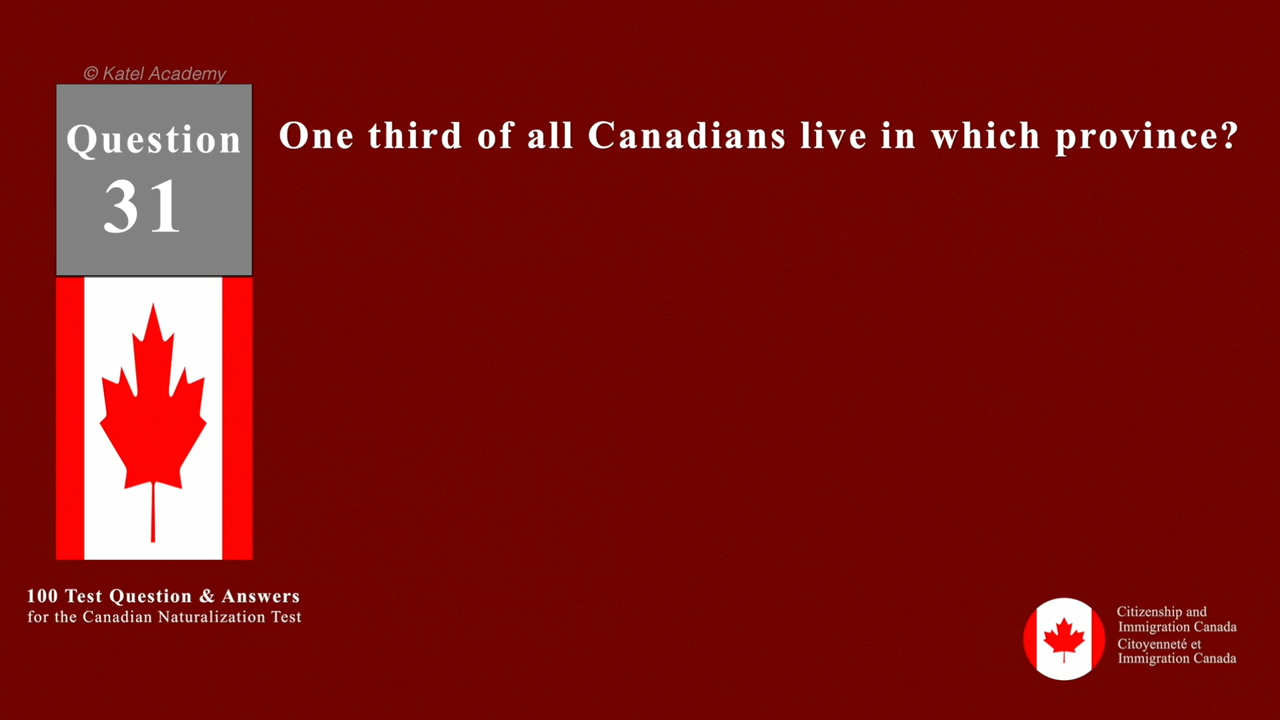 © Katel Academy
Question
31
One third of all Canadians live in which province?
100 Test Question & Answers
for the Canadian Naturalization Test
Citizenship and
Immigration Canada
Citoyenneté et
Immigration Canada